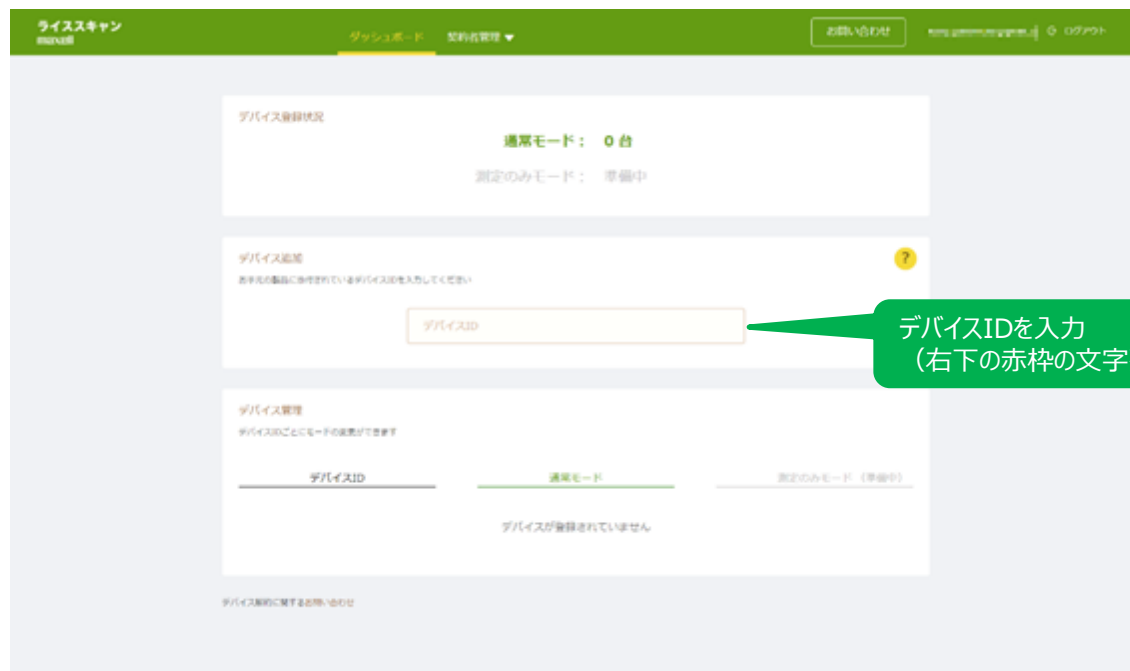 ライススキャン
maxell
ダッシュボード 契約者管理 ▼ お問い合わせ ログアウト
デバイス登録状況
通常モード： 0 台
測定のみモード： 準備中
デバイス追加 ?
お手元の製品に添付されているデバイスIDを入力してください
デバイスID
デバイスIDを入力
（右下の赤枠の文字
デバイス管理
デバイスIDごとにモードの変更ができます
デバイスID 通常モード 測定のみモード（準備中）
デバイスが登録されていません
デバイス解約に関するお問い合わせ